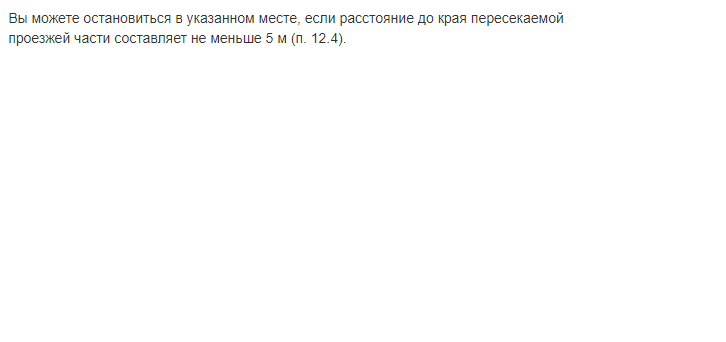 Вы можете остановиться в указанном месте, если расстояние до края пересекаемой
проезжей части составляет не меньше 5 м (п. 12.4).